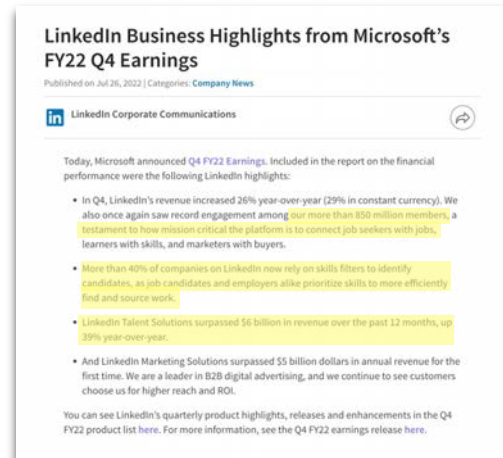 LinkedIn Business Highlights from Microsoft's
FY22 Q4 Earnings
Published on Jul 26, 2022 | Categories: Company News
in LinkedIn Corporate Communications
Today, Microsoft announced Q4 FY22 Earnings. Included in the report on the financial
performance were the following LinkedIn highlights:
• In Q4, LinkedIn's revenue increased 26% year-over-year (29% in constant currency). We
also once again saw record engagement among our more than 850 million members, a
testament to how mission critical the platform is to connect job seekers with jobs,
learners with skills, and marketers with buyers.
• More than 40% of companies on LinkedIn now rely on skills filters to identify
candidates, as job candidates and employers alike prioritize skills to more efficiently
find and source work.
• LinkedIn Talent Solutions surpassed $6 billion in revenue over the past 12 months, up
39% year-over-year.
• And LinkedIn Marketing Solutions surpassed $5 billion dollars in annual revenue for the
first time. We are a leader in B2B digital advertising, and we continue to see customers
choose us for higher reach and ROI.
You can see LinkedIn's quarterly product highlights, releases and enhancements in the Q4
FY22 product list here. For more information, see the Q4 FY22 earnings release here.